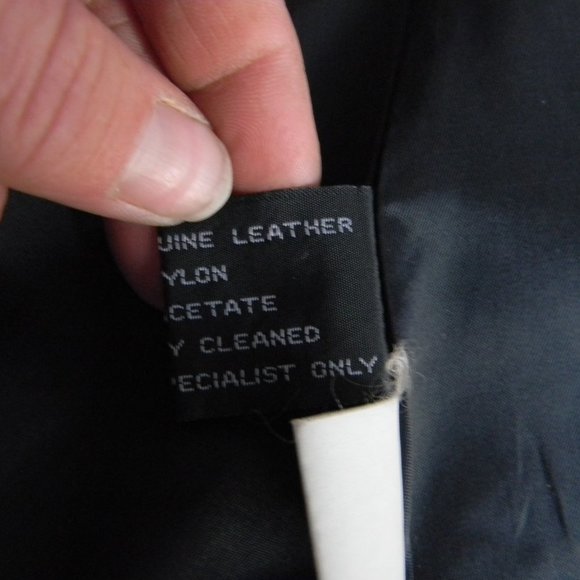 UINE LEATHER
YLON
CETATE
Y CLEANED
PECIALIST ONLY